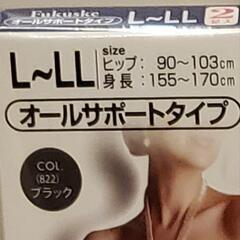 Fukuske
オールサポートタイプ
L~LL
2
L~LL
size
ヒップ：90~103cm
身長：155~170cm
オールサポートタイプ
COL.
(822)
ブラック